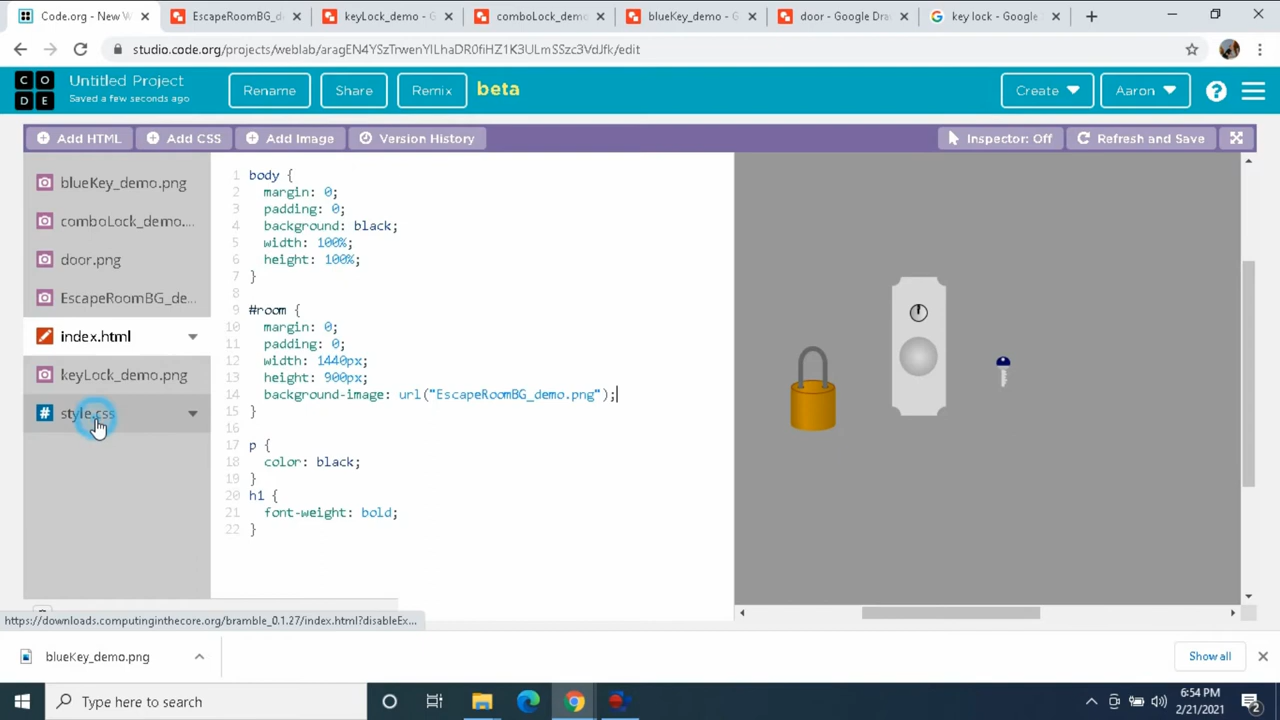 Code.org - New W
EscapeRoomBG_d
keyLock_demo - G
comboLock_demo
blueKey_demo - G
door - Google Dra
key lock - Google
studio.code.org/projects/weblab/aragEN4YSzTrwenYILhaDR0fiHZ1K3ULmSSzc3VdJfk/edit
C O D E
Untitled Project
Saved a few seconds ago
Rename
Share
Remix
beta
Create
Aaron
?
Add HTML
Add CSS
Add Image
Version History
Inspector: Off
Refresh and Save
blueKey_demo.png
comboLock_demo....
door.png
EscapeRoomBG_de...
index.html
keyLock_demo.png
# style.css
1 body {
2 margin: 0;
3 padding: 0;
4 background: black;
5 width: 100%;
6 height: 100%;
7 }
8
9 #room {
10 margin: 0;
11 padding: 0;
12 width: 1440px;
13 height: 900px;
14 background-image: url("EscapeRoomBG_demo.png");
15 }
16
17 p {
18 color: black;
19 }
20 h1 {
21 font-weight: bold;
22 }
https://downloads.computinginthecore.org/bramble_0.1.27/index.html?disableEx...
blueKey_demo.png
Show all
Type here to search
6:54 PM
2/21/2021
2